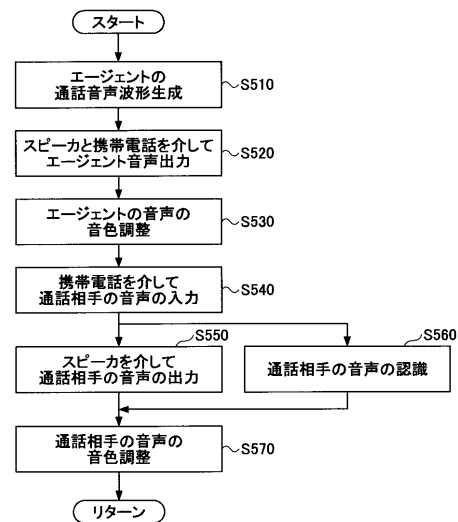 スタート
エージェントの
通話音声波形生成
S510
スピーカと携帯電話を介して
エージェント音声出力
S520
エージェントの音声の
音色調整
S530
携帯電話を介して
通話相手の音声の入力
S540
S550
スピーカを介して
通話相手の音声の出力
S560
通話相手の音声の認識
通話相手の音声の
音色調整
S570
リターン